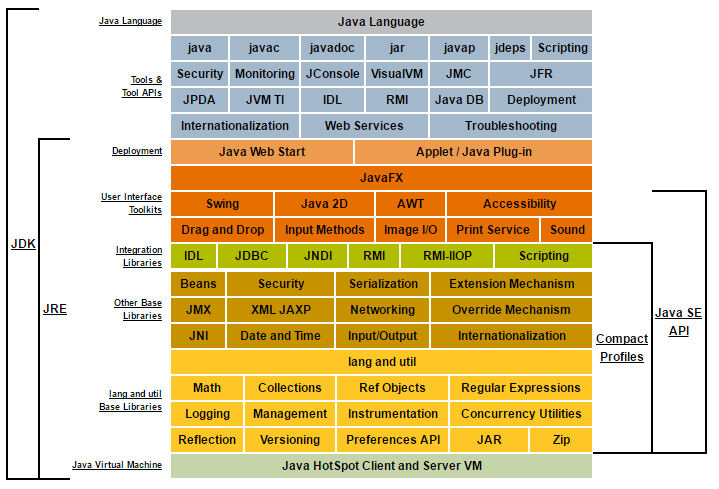 Java Language Java Language
java javac javadoc jar javap jdeps Scripting
Security Monitoring JConsole VisualVM JMC JFR
Tools &
Tool APIs
JPDA JVM TI IDL RMI Java DB Deployment
Internationalization Web Services Troubleshooting
Deployment Java Web Start Applet / Java Plug-in
JavaFX
User Interface
Toolkits
Swing Java 2D AWT Accessibility
Drag and Drop Input Methods Image I/O Print Service Sound
Integration
Libraries
IDL JDBC JNDI RMI RMI-IIOP Scripting
JDK
JRE
Beans Security Serialization Extension Mechanism
Other Base
Libraries
JMX XML JAXP Networking Override Mechanism
JNI Date and Time Input/Output Internationalization
Java SE
API
Compact
Profiles
lang and util
Math Collections Ref Objects Regular Expressions
lang and util
Base Libraries
Logging Management Instrumentation Concurrency Utilities
Reflection Versioning Preferences API JAR Zip
Java Virtual Machine Java HotSpot Client and Server VM